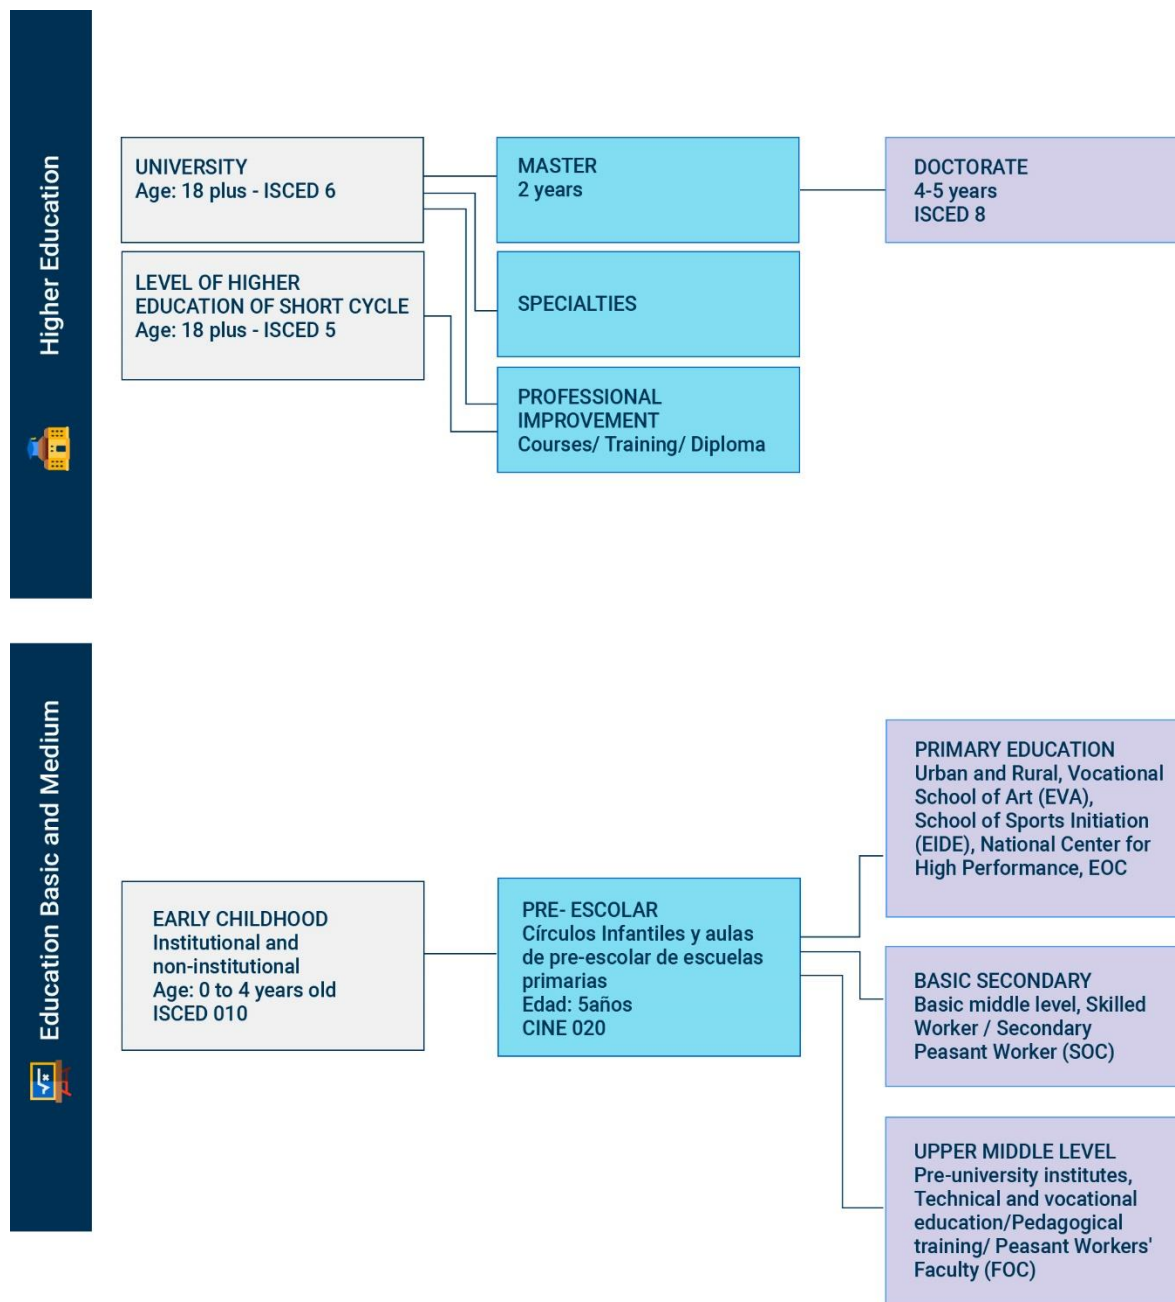 Higher Education
UNIVERSITY
Age: 18 plus - ISCED 6
LEVEL OF HIGHER
EDUCATION OF SHORT CYCLE
Age: 18 plus - ISCED 5
MASTER
2 years
SPECIALTIES
PROFESSIONAL
IMPROVEMENT
Courses/ Training/ Diploma
DOCTORATE
4-5 years
ISCED 8
Education Basic and Medium
EARLY CHILDHOOD
Institutional and
non-institutional
Age: 0 to 4 years old
ISCED 010
PRE- ESCOLAR
Círculos Infantiles y aulas
de pre-escolar de escuelas
primarias
Edad: 5años
CINE 020
PRIMARY EDUCATION
Urban and Rural, Vocational
School of Art (EVA),
School of Sports Initiation
(EIDE), National Center for
High Performance, EOC
BASIC SECONDARY
Basic middle level, Skilled
Worker / Secondary
Peasant Worker (SOC)
UPPER MIDDLE LEVEL
Pre-university institutes,
Technical and vocational
education/Pedagogical
training/ Peasant Workers'
Faculty (FOC)